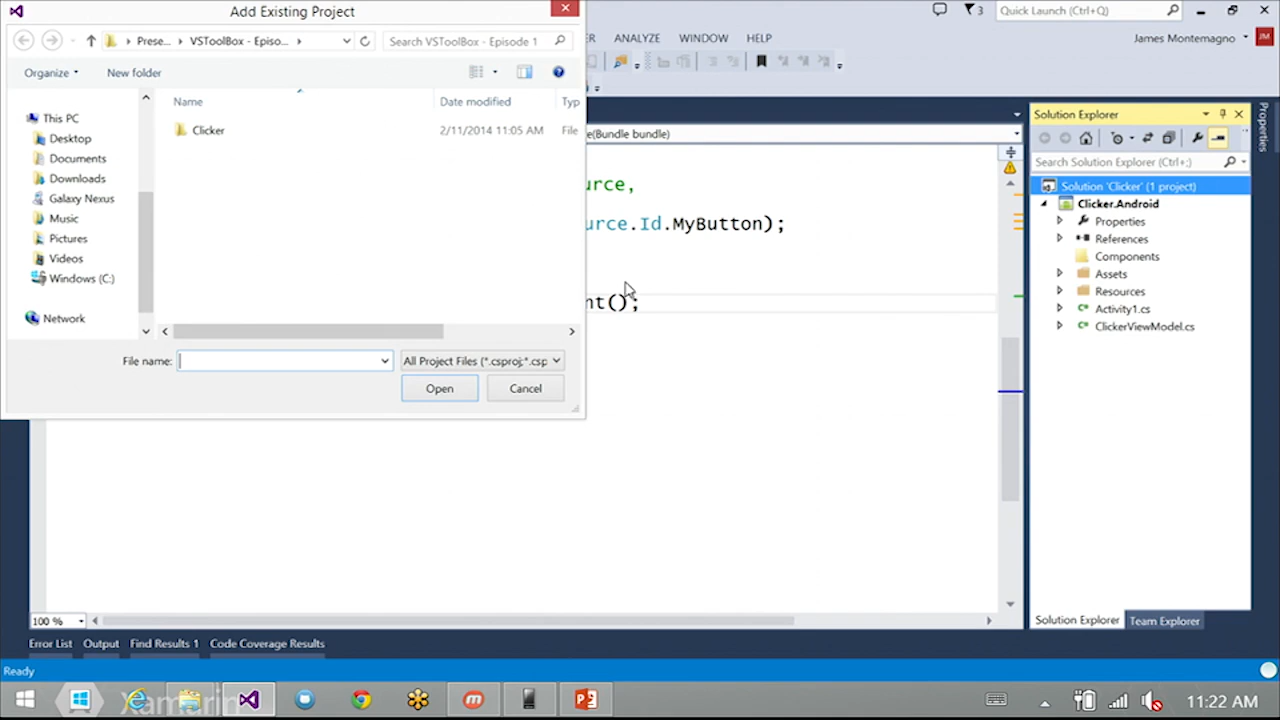 Add Existing Project
Prese...
VSToolBox - Episo...
Search VSToolBox - Episode 1
Organize
New folder
Name
Date modified
Typ
Clicker
2/11/2014 11:05 AM
File
This PC
Desktop
Documents
Downloads
Galaxy Nexus
Music
Pictures
Videos
Windows (C:)
Network
File name:
All Project Files (*.csproj;*.csp
Open
Cancel
3
Quick Launch (Ctrl+Q)
ANALYZE
WINDOW
HELP
James Montemagno
JM
e(Bundle bundle)
urce,
urce.Id.MyButton);
nt();
Solution Explorer
Search Solution Explorer (Ctrl+;)
Solution 'Clicker' (1 project)
Clicker.Android
Properties
References
Components
Assets
Resources
Activity1.cs
ClickerViewModel.cs
Solution Explorer
Team Explorer
Properties
100 %
Error List
Output
Find Results 1
Code Coverage Results
Ready
Xamarin
11:22 AM